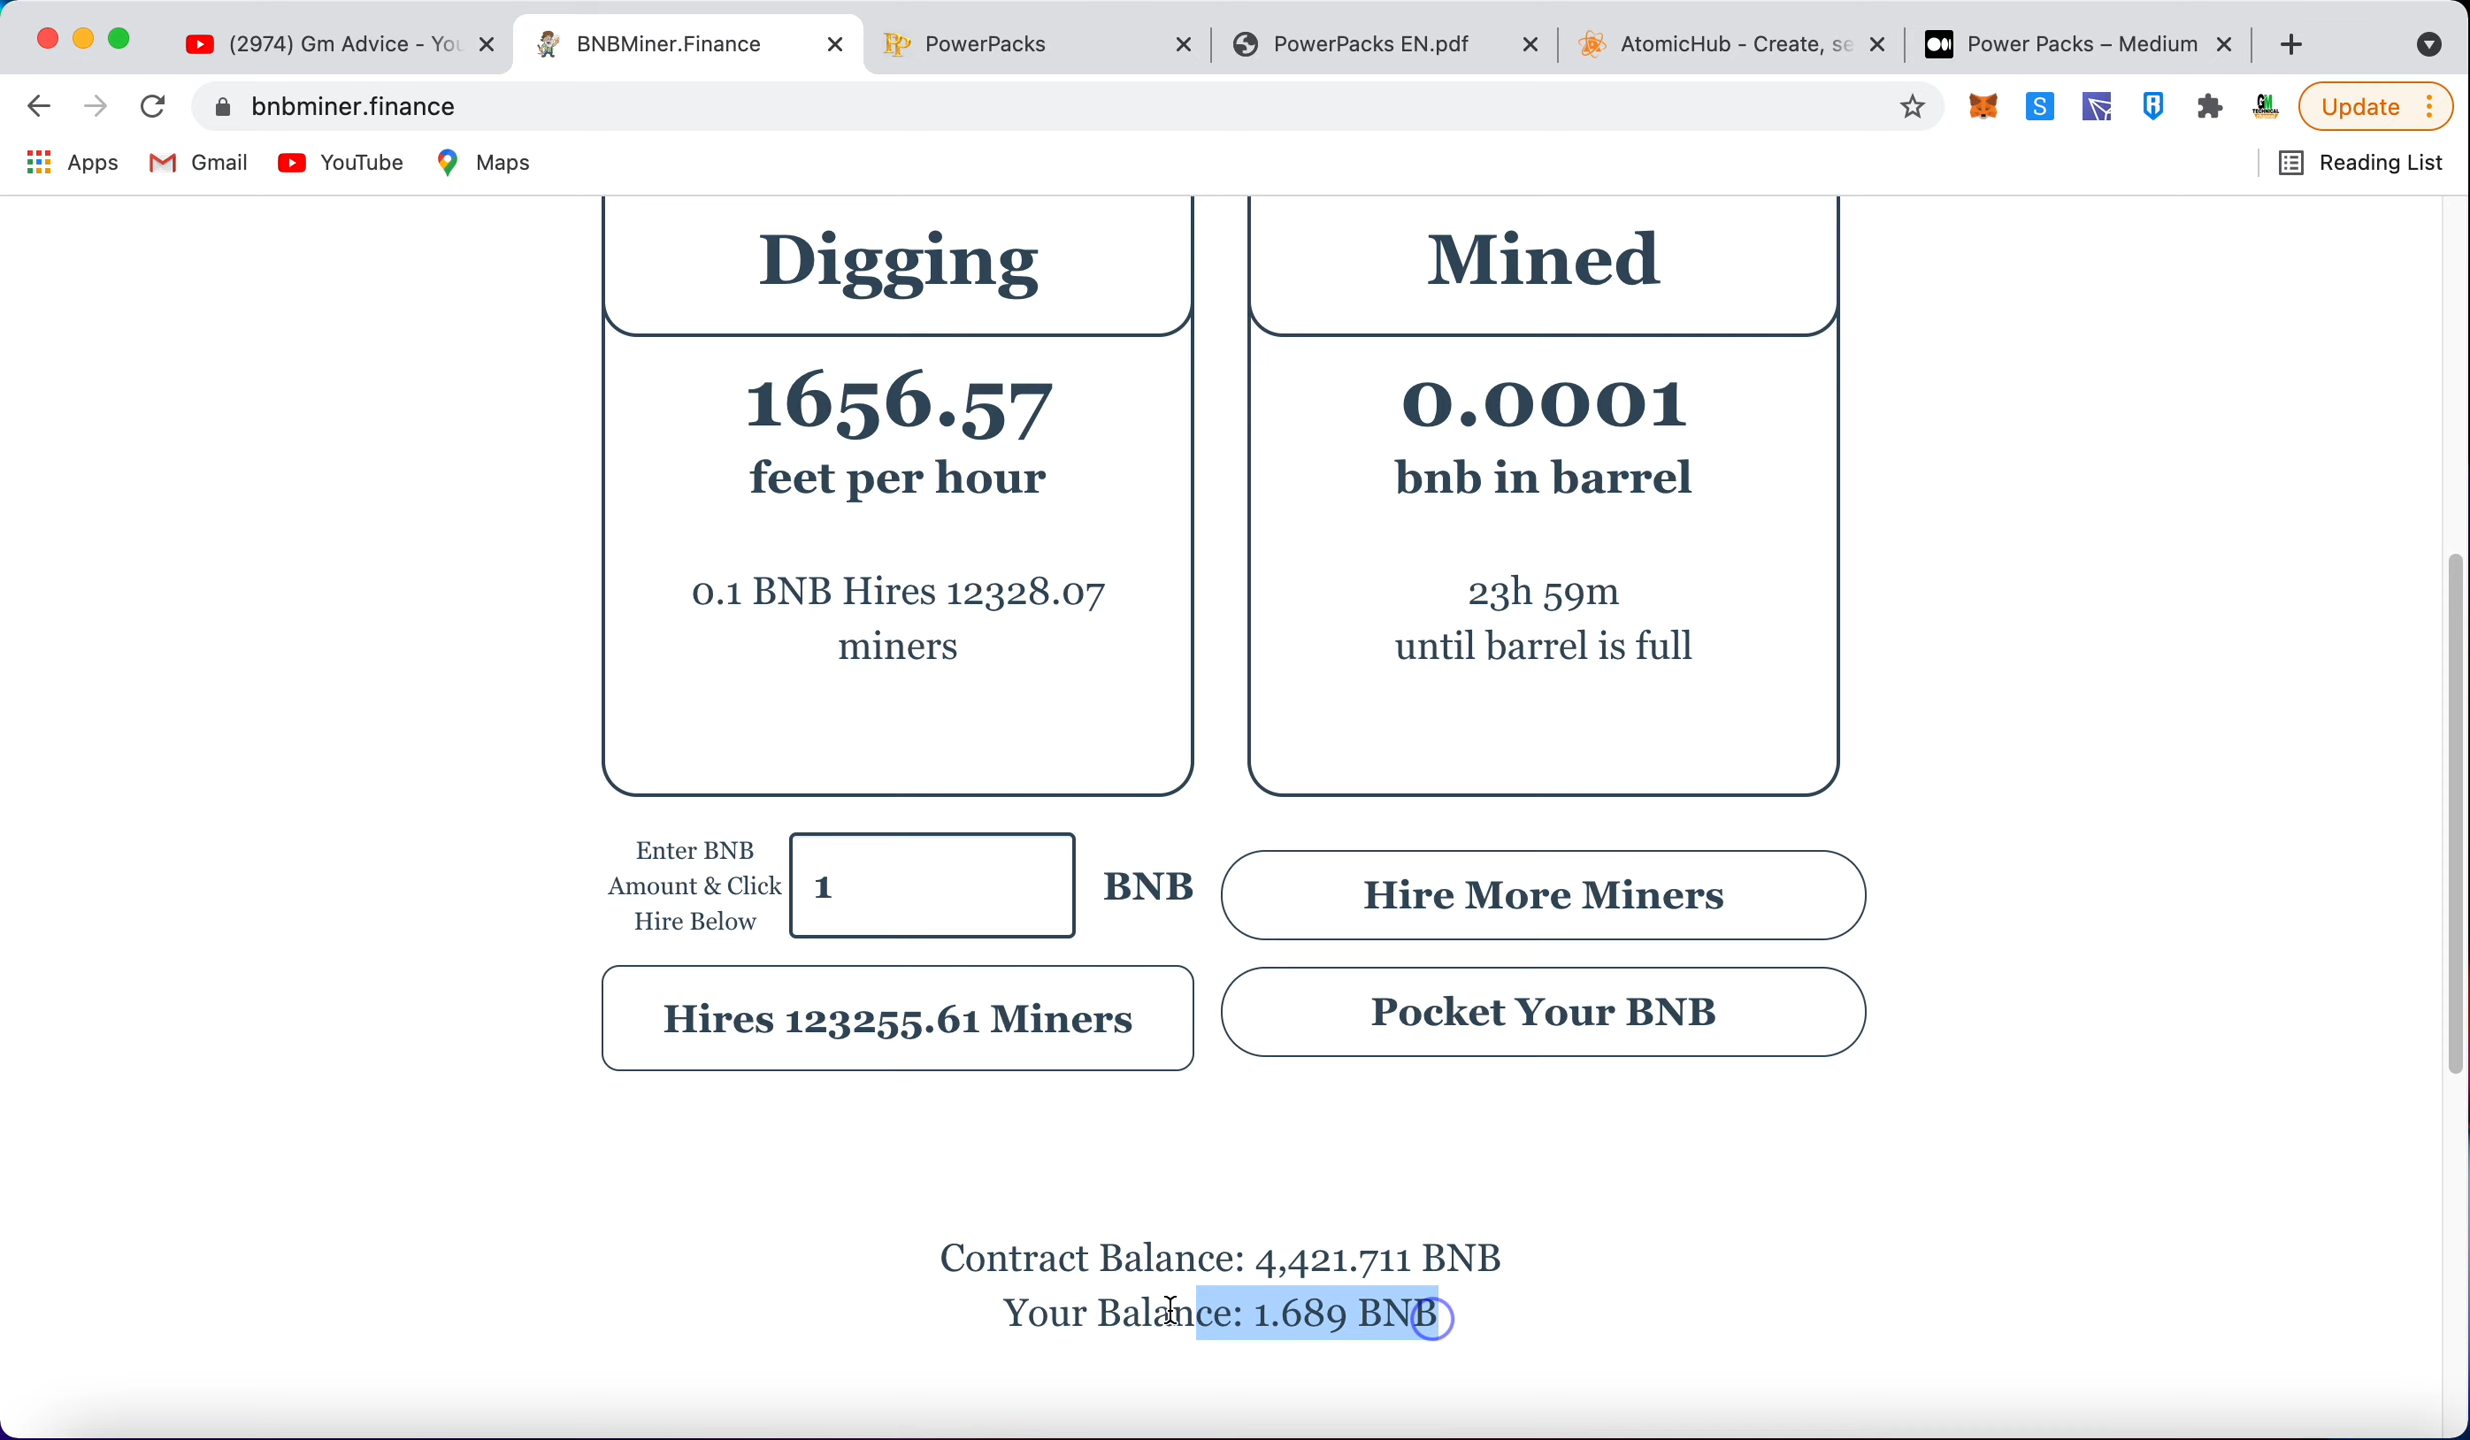 (2974) Gm Advice - You
BNBMiner.Finance
PowerPacks
PowerPacks EN.pdf
AtomicHub - Create, se
Power Packs – Medium
bnbminer.finance
Update
Apps
Gmail
YouTube
Maps
Reading List
Digging
Mined
1656.57
feet per hour
0.0001
bnb in barrel
0.1 BNB Hires 12328.07
miners
23h 59m
until barrel is full
Enter BNB
Amount & Click
Hire Below
1
BNB
Hire More Miners
Hires 123255.61 Miners
Pocket Your BNB
Contract Balance: 4,421.711 BNB
Your Balance: 1.689 BNB